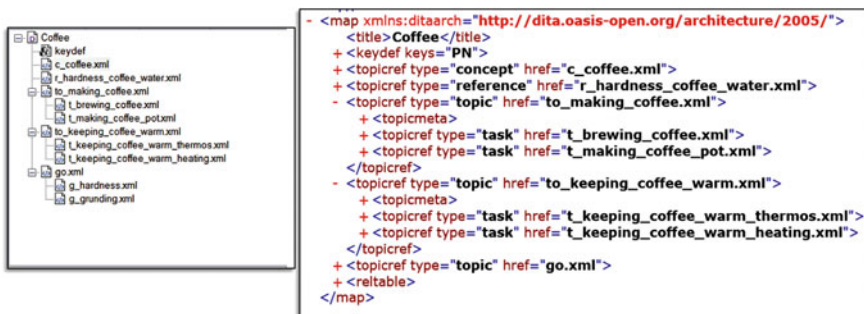 Coffee
keydef
c_coffee.xml
r_hardness_coffee_water.xml
to_making_coffee.xml
t_brewing_coffee.xml
t_making_coffee_pot.xml
to_keeping_coffee_warm.xml
t_keeping_coffee_warm_thermos.xml
t_keeping_coffee_warm_heating.xml
go.xml
g_hardness.xml
g_grunding.xml
- <map xmlns:ditaarch="http://dita.oasis-open.org/architecture/2005/">
<title>Coffee</title>
+ <keydef keys="PN">
+ <topicref type="concept" href="c_coffee.xml">
+ <topicref type="reference" href="r_hardness_coffee_water.xml">
- <topicref type="topic" href="to_making_coffee.xml">
+ <topicmeta>
+ <topicref type="task" href="t_brewing_coffee.xml">
+ <topicref type="task" href="t_making_coffee_pot.xml">
</topicref>
- <topicref type="topic" href="to_keeping_coffee_warm.xml">
+ <topicmeta>
+ <topicref type="task" href="t_keeping_coffee_warm_thermos.xml">
+ <topicref type="task" href="t_keeping_coffee_warm_heating.xml">
</topicref>
+ <topicref type="topic" href="go.xml">
+ <reltable>
</map>